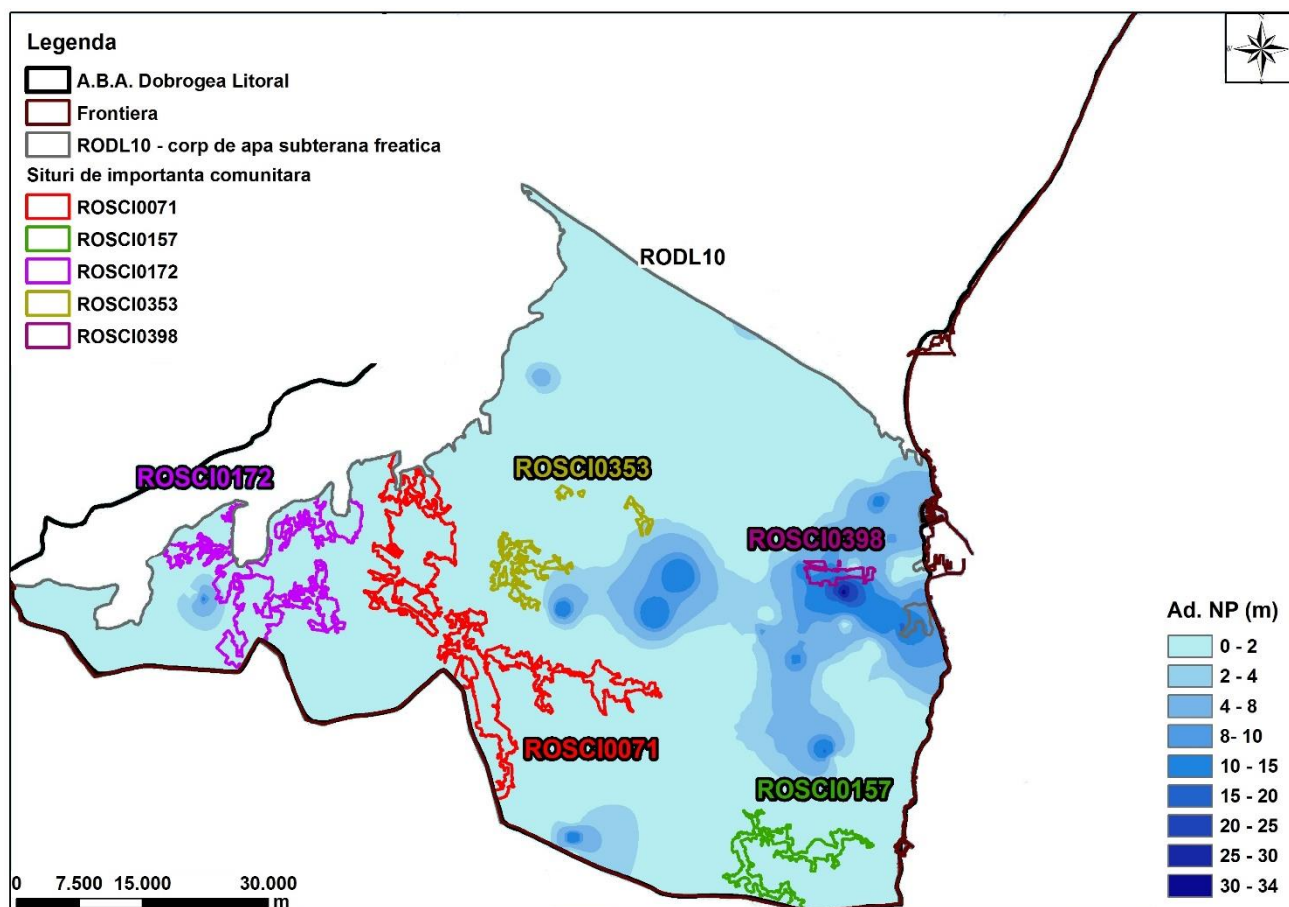 Legenda
A.B.A. Dobrogea Litoral
Frontiera
RODL10 - corp de apa subterana freatica
Situri de importanta comunitara
ROSCI0071
ROSCI0157
ROSCI0172
ROSCI0353
ROSCI0398
RODL10
ROSCI0172
ROSCI0353
ROSCI0398
ROSCI0071
ROSCI0157
Ad. NP (m)
0 - 2
2 - 4
4 - 8
8- 10
10 - 15
15 - 20
20 - 25
25 - 30
30 - 34
0 7.500 15.000 30.000
m